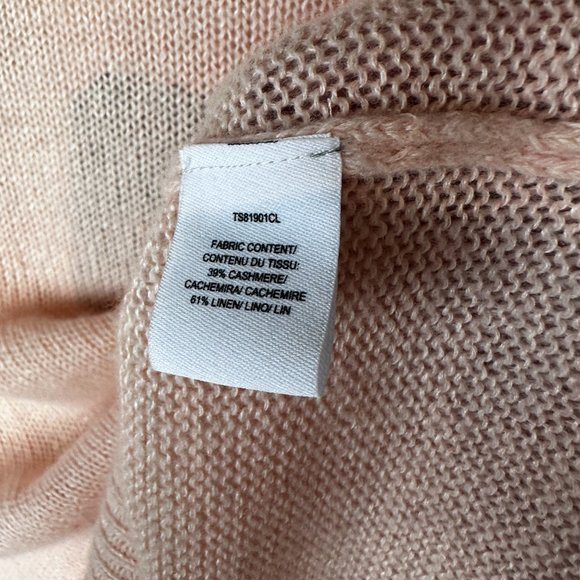 TS81901CL
FABRIC CONTENT/
CONTENU DU TISSU:
39% CASHMERE/
CACHEMIRA/ CACHEMIRE
61% LINEN/ LINO/ LIN